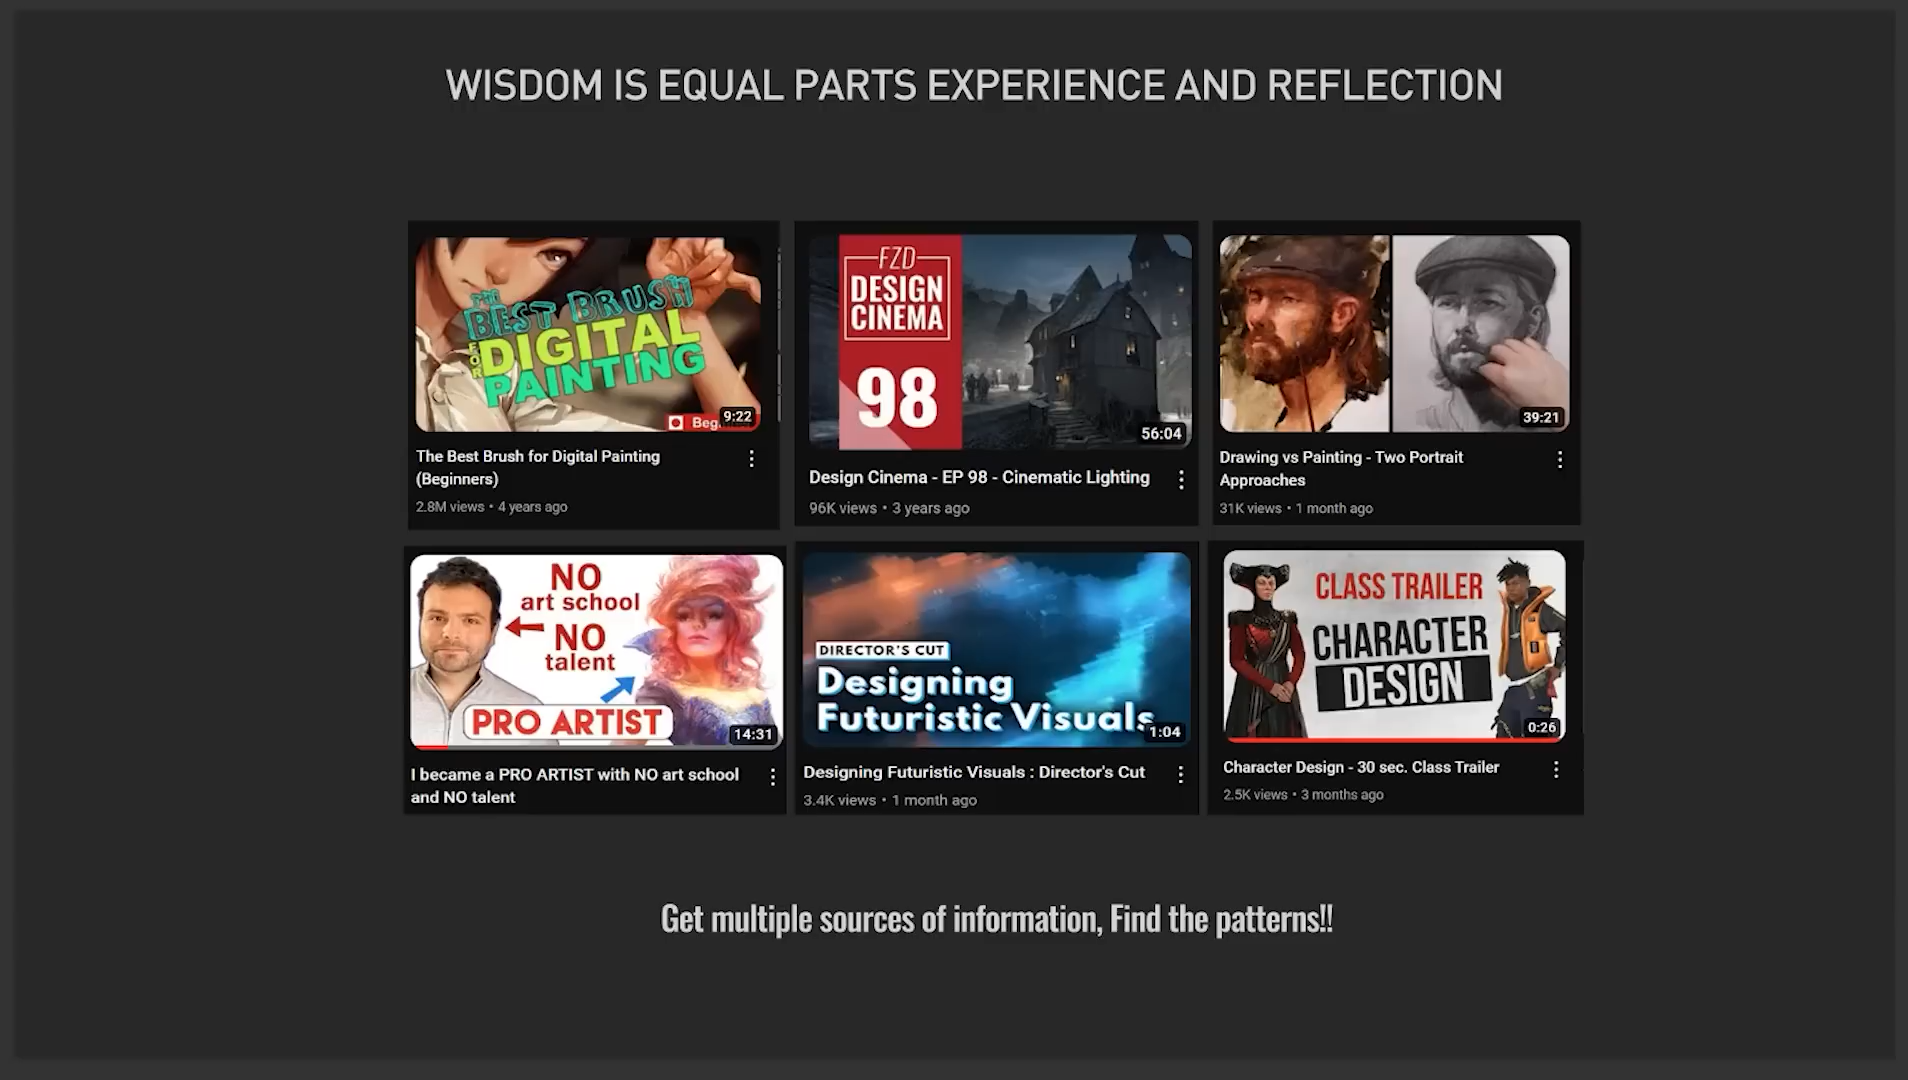 WISDOM IS EQUAL PARTS EXPERIENCE AND REFLECTION
THE
BEST BRUSH
FOR
DIGITAL
PAINTING
9:22
The Best Brush for Digital Painting
(Beginners)
2.8M views • 4 years ago
FZD
DESIGN
CINEMA
98
56:04
Design Cinema - EP 98 - Cinematic Lighting
96K views • 3 years ago
39:21
Drawing vs Painting - Two Portrait
Approaches
31K views • 1 month ago
NO
art school
NO
talent
PRO ARTIST
14:31
I became a PRO ARTIST with NO art school
and NO talent
DIRECTOR'S CUT
Designing
Futuristic Visuals
1:04
Designing Futuristic Visuals : Director's Cut
3.4K views • 1 month ago
CLASS TRAILER
CHARACTER
DESIGN
0:26
Character Design - 30 sec. Class Trailer
2.5K views • 3 months ago
Get multiple sources of information, Find the patterns!!